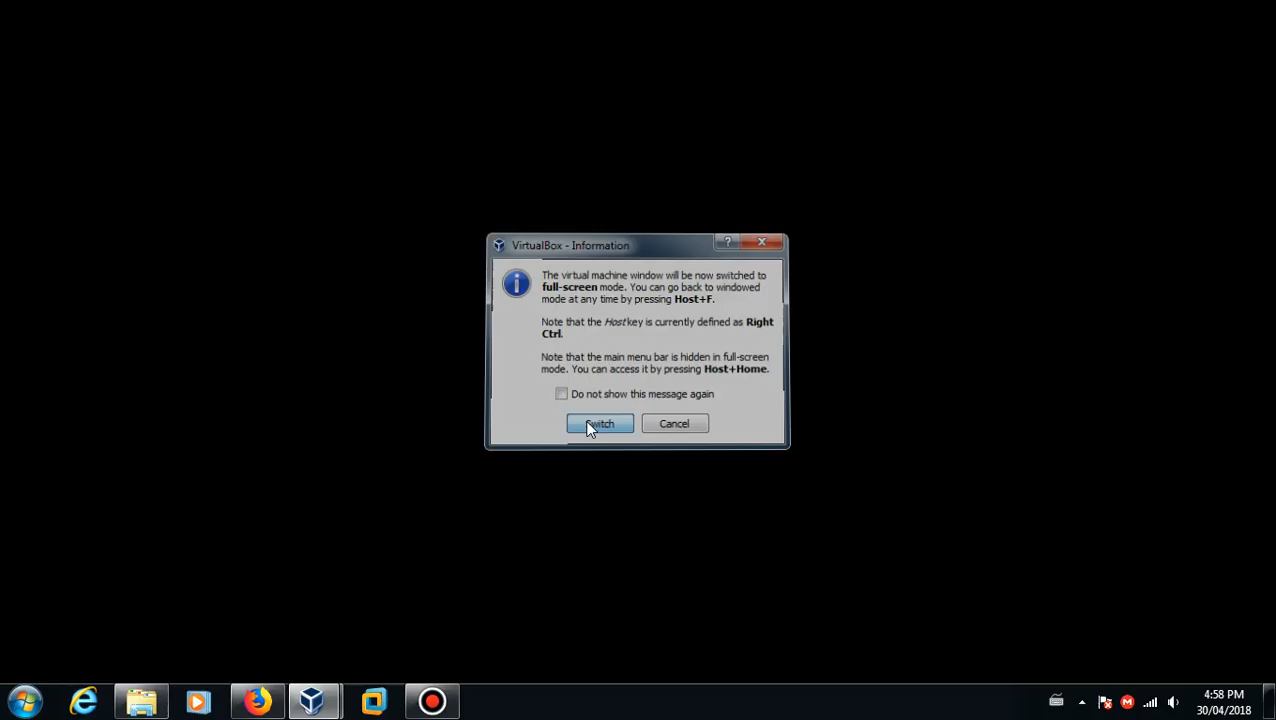 VirtualBox - Information
The virtual machine window will be now switched to
full-screen mode. You can go back to windowed
mode at any time by pressing Host+F.
Note that the Host key is currently defined as Right
Ctrl.
Note that the main menu bar is hidden in full-screen
mode. You can access it by pressing Host+Home.
Do not show this message again
Switch Cancel
4:58 PM
30/04/2018